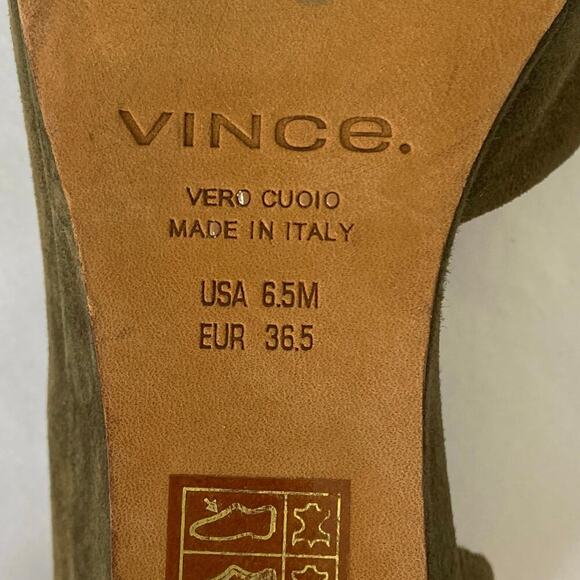 VINCe.
VERO CUOIO
MADE IN ITALY
USA 6.5M
EUR 36.5